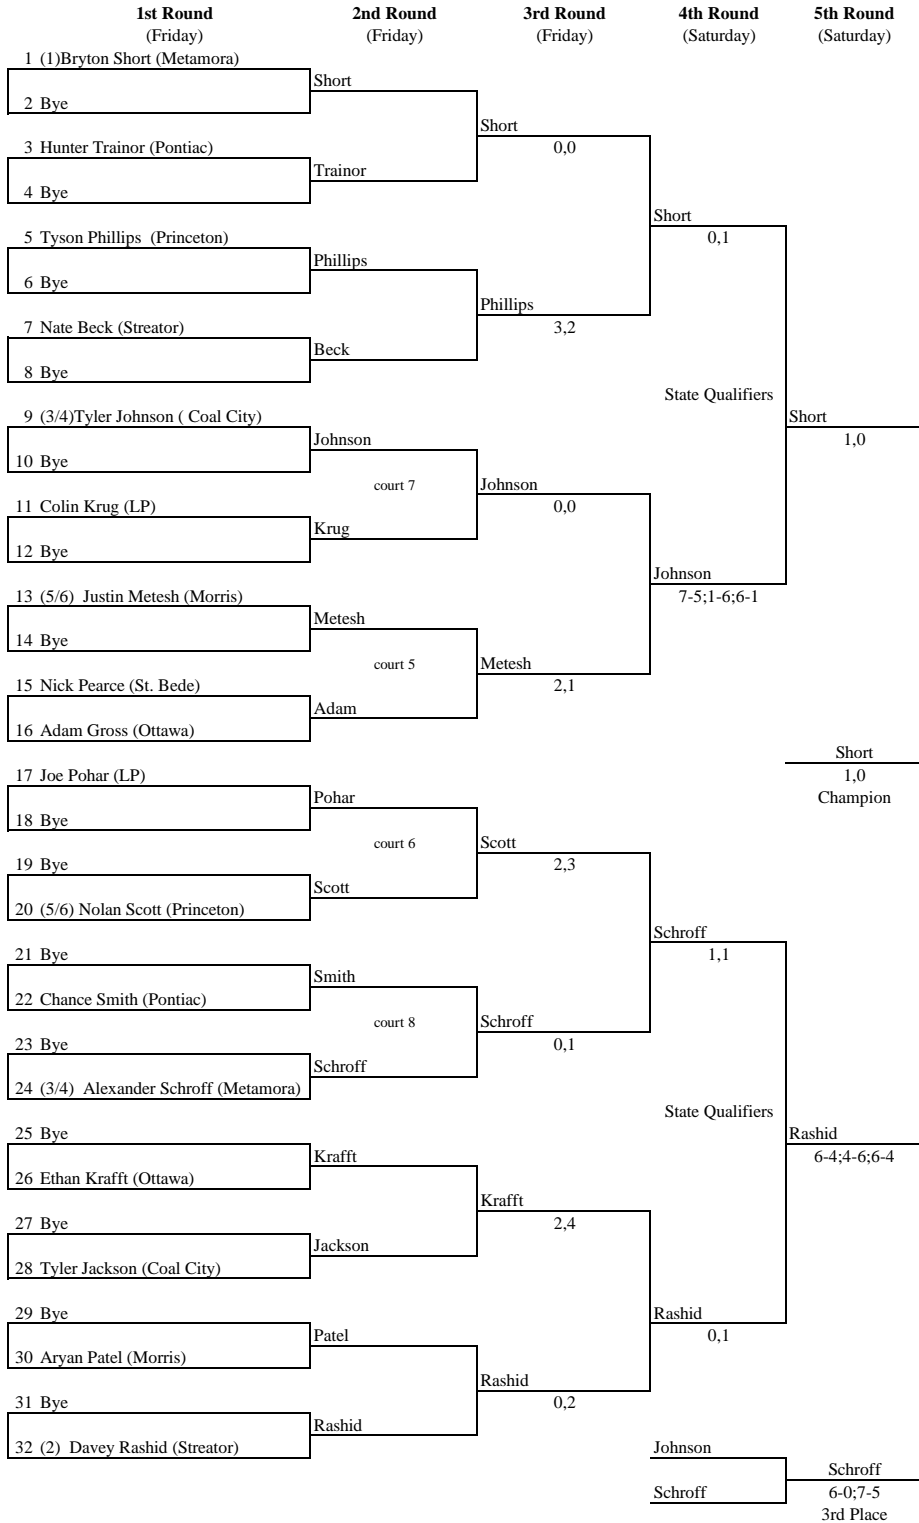 1st Round 2nd Round 3rd Round 4th Round 5th Round
(Friday) (Friday) (Friday) (Saturday) (Saturday)
1 (1)Bryton Short (Metamora)
Short
2 Bye
Short
3 Hunter Trainor (Pontiac)
0,0
Trainor
4 Bye
Short
5 Tyson Phillips (Princeton)
0,1
Phillips
6 Bye
Phillips
7 Nate Beck (Streator)
3,2
Beck
8 Bye
State Qualifiers
9 (3/4)Tyler Johnson ( Coal City)
Short
Johnson
1,0
10 Bye
court 7
Johnson
11 Colin Krug (LP)
0,0
Krug
12 Bye
Johnson
13 (5/6) Justin Metesh (Morris)
7-5;1-6;6-1
Metesh
14 Bye
court 5
Metesh
15 Nick Pearce (St. Bede)
2,1
Adam
16 Adam Gross (Ottawa)
Short
17 Joe Pohar (LP)
1,0
Pohar
Champion
18 Bye
court 6
Scott
19 Bye
2,3
Scott
20 (5/6) Nolan Scott (Princeton)
Schroff
21 Bye
1,1
Smith
22 Chance Smith (Pontiac)
court 8
Schroff
23 Bye
0,1
Schroff
24 (3/4) Alexander Schroff (Metamora)
State Qualifiers
25 Bye
Rashid
Krafft
6-4;4-6;6-4
26 Ethan Krafft (Ottawa)
Krafft
27 Bye
2,4
Jackson
28 Tyler Jackson (Coal City)
29 Bye
Rashid
Patel
0,1
30 Aryan Patel (Morris)
Rashid
31 Bye
0,2
Rashid
32 (2) Davey Rashid (Streator)
Johnson
Schroff
Schroff
6-0;7-5
3rd Place